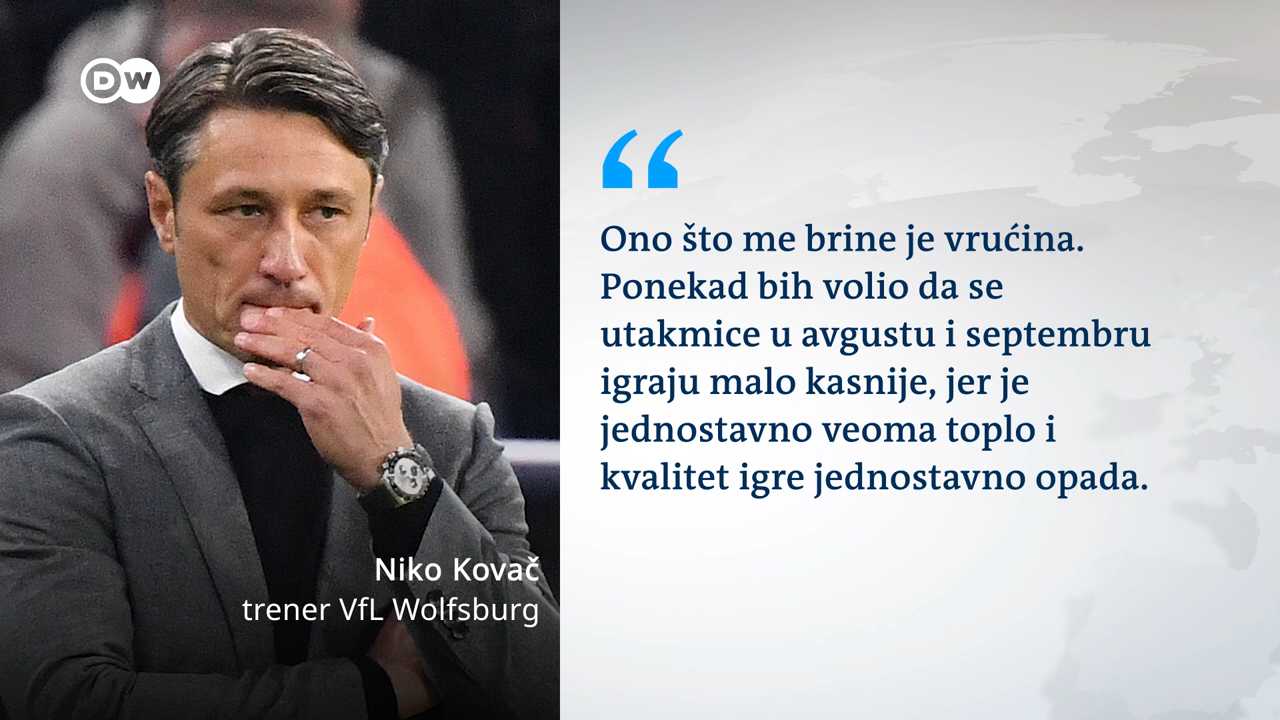 DW
Niko Kovač
trener VfL Wolfsburg
“
Ono što me brine je vrućina.
Ponekad bih volio da se
utakmice u avgustu i septembru
igraju malo kasnije, jer je
jednostavno veoma toplo i
kvalitet igre jednostavno opada.